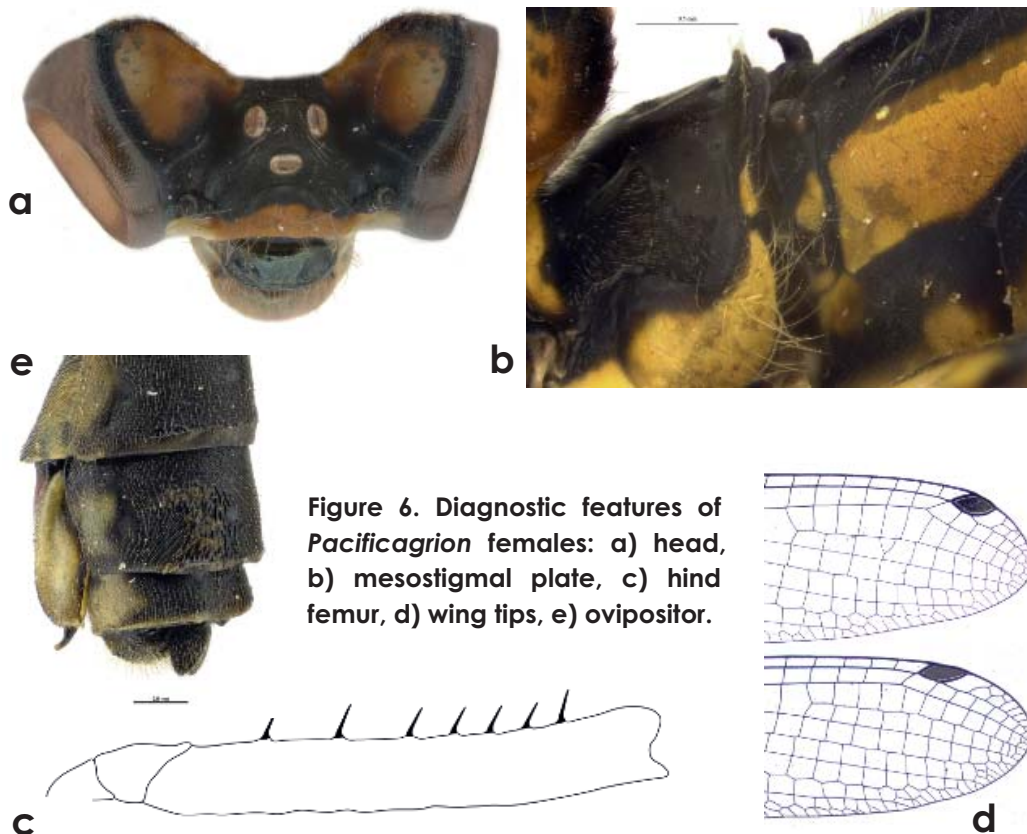 a
b
e
Figure 6. Diagnostic features of
Pacificagrion females: a) head,
b) mesostigmal plate, c) hind
femur, d) wing tips, e) ovipositor.
c
d